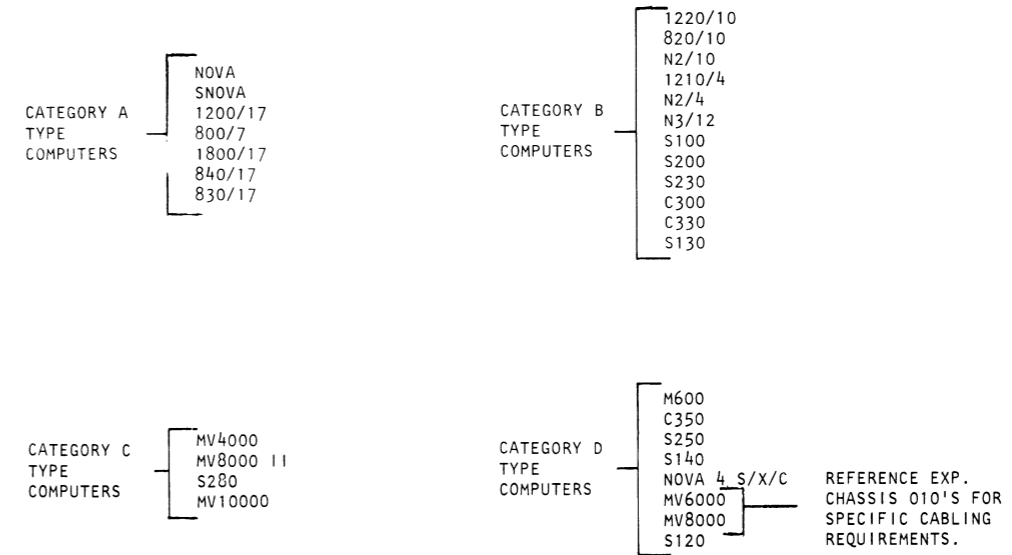 CATEGORY A
TYPE
COMPUTERS
NOVA
SNOVA
1200/17
800/7
1800/17
840/17
830/17
CATEGORY B
TYPE
COMPUTERS
1220/10
820/10
N2/10
1210/4
N2/4
N3/12
S100
S200
S230
C300
C330
S130
CATEGORY C
TYPE
COMPUTERS
MV4000
MV8000 II
S280
MV10000
CATEGORY D
TYPE
COMPUTERS
M600
C350
S250
S140
NOVA 4 S/X/C
MV6000
MV8000
S120
REFERENCE EXP.
CHASSIS 010'S FOR
SPECIFIC CABLING
REQUIREMENTS.